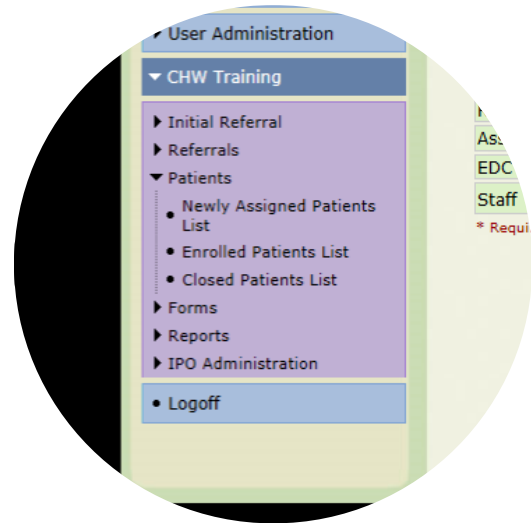 User Administration
CHW Training
Initial Referral
Referrals
Patients
Newly Assigned Patients
List
Enrolled Patients List
Closed Patients List
Forms
Reports
IPO Administration
Logoff
EDC
Staff